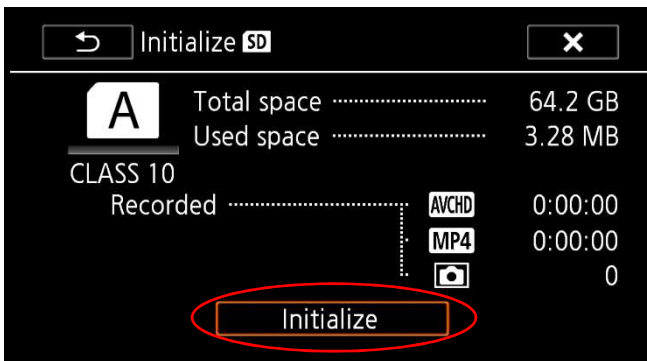 Initialize SD
A
Total space 64.2 GB
Used space 3.28 MB
CLASS 10
Recorded AVCHD 0:00:00
MP4 0:00:00
0
Initialize